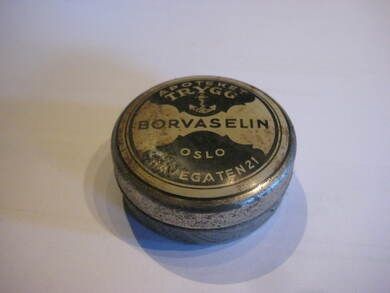 APOTEKET
TRYGG
BORVASELIN
OSLO